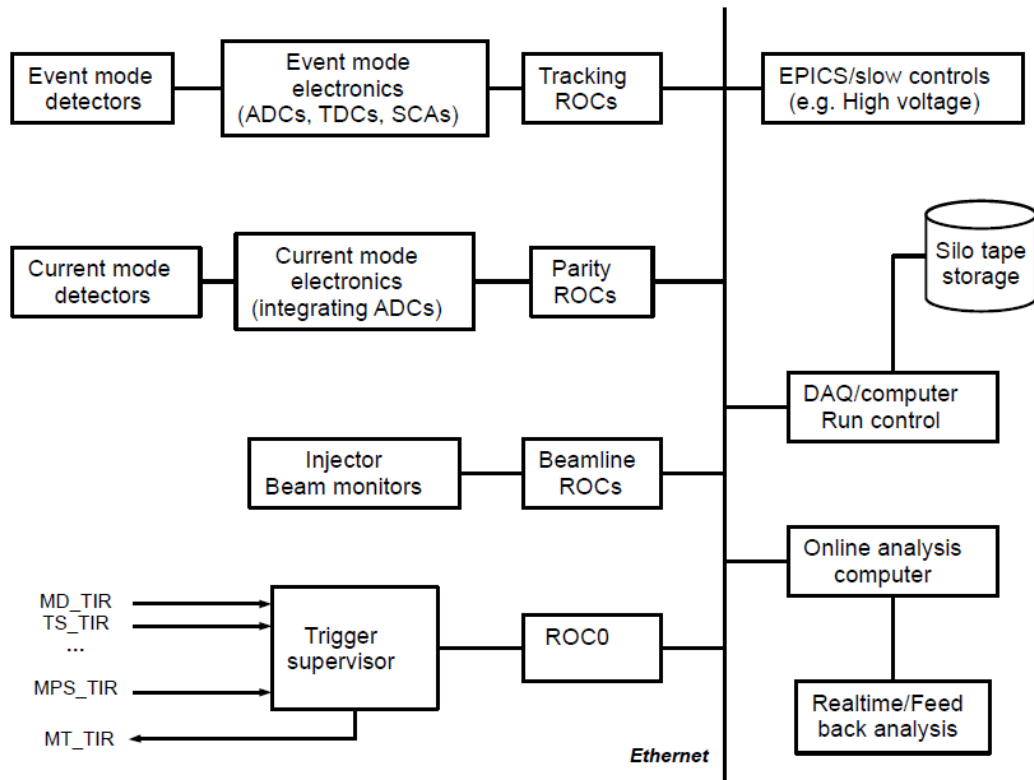 Event mode
detectors
Event mode
electronics
(ADCs, TDCs, SCAs)
Tracking
ROCs
EPICS/slow controls
(e.g. High voltage)
Current mode
detectors
Current mode
electronics
(integrating ADCs)
Parity
ROCs
Silo tape
storage
DAQ/computer
Run control
Injector
Beam monitors
Beamline
ROCs
Online analysis
computer
MD_TIR
TS_TIR
...
MPS_TIR
MT_TIR
Trigger
supervisor
ROC0
Realtime/Feed
back analysis
Ethernet